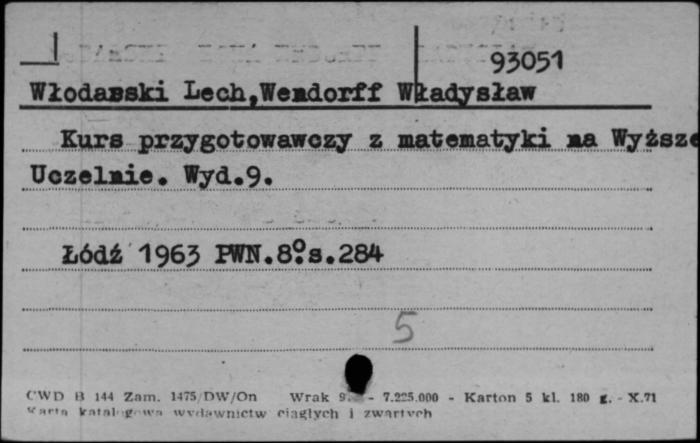 93051
Włodarski Lech, Wendorff Władysław
Kurs przygotowawczy z matematyki na Wyższe
Uczelnie. Wyd.9.
Łódź 1963 PWN.8°.s.284
5
CWD B 144 Zam. 1475/DW/On Wrak 9. - 7.225.000 - Karton 5 kl. 180 g. - X.71
Karta katalogowa wydawnictw ciągłych i zwartych